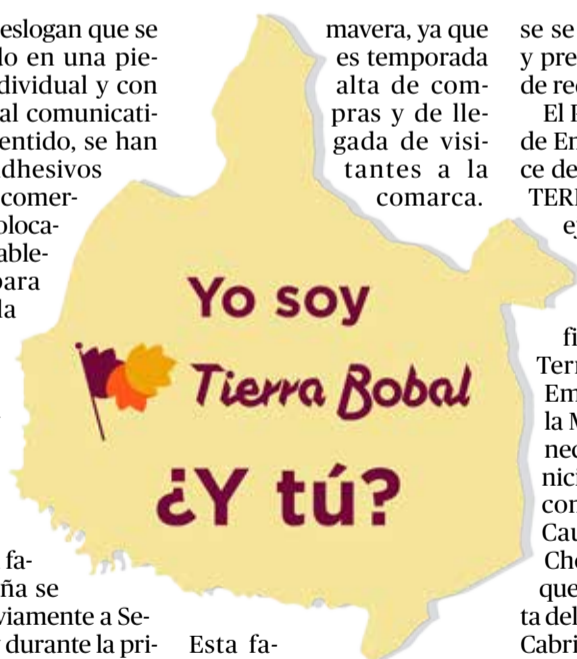 eslogan que se
lo en una pie-
dividual y con
al comunicati-
entido, se han
dhesivos
comer-
oloca-
able-
para
la
fa-
ña se
viamente a Se-
durante la pri-
Yo soy
Tierra Bobal
¿Y tú?
Esta fa-
mavera, ya que
es temporada
alta de com-
pras y de lle-
gada de visi-
tantes a la
comarca.
se se
y pre
de rec
El
de En
ce de
TER
ej
fi
Terr
Em
la M
nec
nici
con
Cau
Che
que
ta del
Cabri